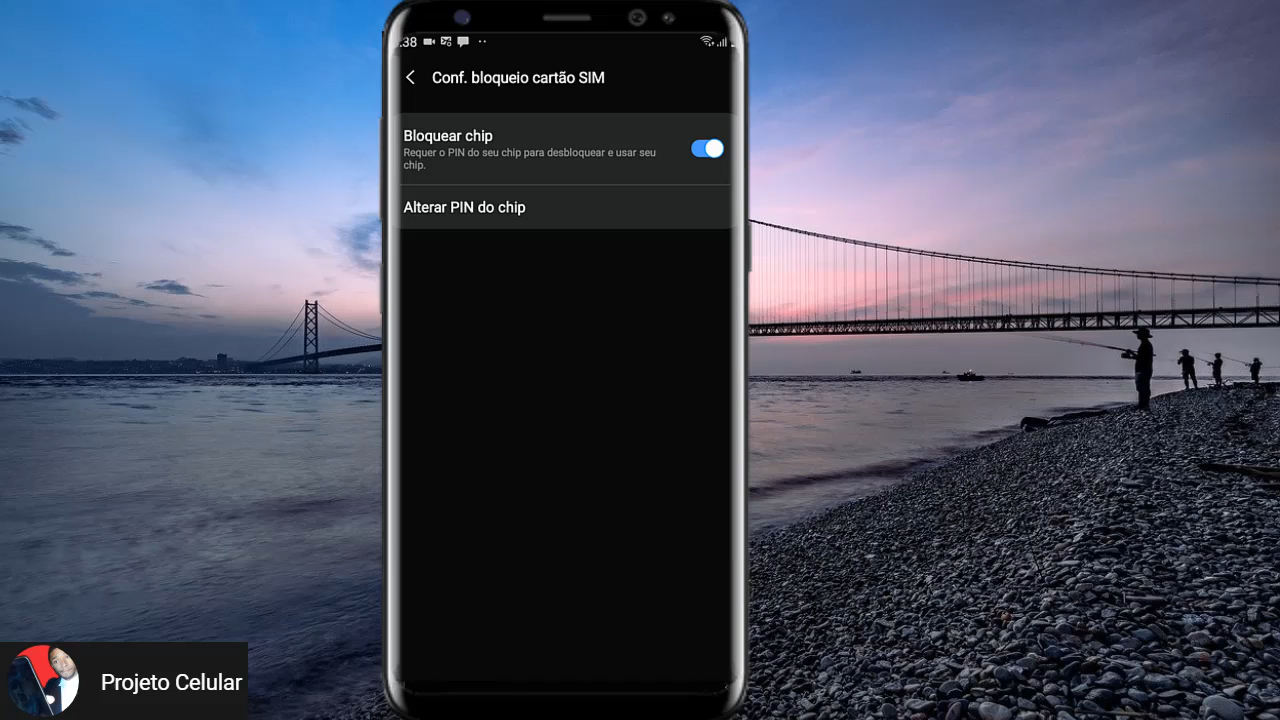 :38
Conf. bloqueio cartão SIM
Bloquear chip
Requer o PIN do seu chip para desbloquear e usar seu
chip.
Alterar PIN do chip
Projeto Celular